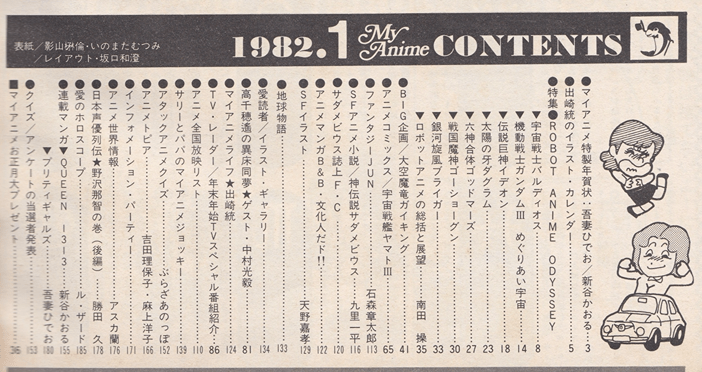 表紙／影山楙倫・いのまたむつみ
／レイアウト・坂口和澄
1982.1 My Anime CONTENTS
●マイアニメ特製年賀状／吾妻ひでお／新谷かおる……3
●出崎統のイラスト・カレンダー……5
●特集●ROBOT ANIME ODYSSEY
▼宇宙戦士バルディオス……8
▼機動戦士ガンダムⅢ めぐりあい宇宙……14
▼伝説巨神イデオン……18
▼太陽の牙ダグラム……23
▼六神合体ゴッドマーズ……27
▼戦国魔神ゴーショーグン……30
▼銀河旋風ブライガー……33
▼ロボットアニメの総括と展望 南田 操……35
●BIG企画／大空魔竜ガイキング……41
●アニメコミックス／宇宙戦艦ヤマトⅢ……65
●ファンタジーJUN 石森章太郎……113
●SFアニメ小説／神伝説サダメビウス 九里一平……116
●サダメビウス誌上F・C……120
●アニメマンガB&B・文化人だド!!……122
●SFイラスト 天野嘉孝……129
●地球物語……133
●愛読者／イラスト・ギャラリー……134
●高千穂遙の異床同夢★ゲスト・中村光毅……81
●マイアニメライフ★出崎統……124
●TV・レーダー／年末年始TVスペシャル番組紹介……86
●アニメ全国放映リスト……110
●サリーとパパのマイアニメジョッキー……139
●アタックアニメクイズ ぶらざあのっぽ……152
●アニメトピア 吉田理保子・麻上洋子……166
●インフォメーション・パーティー……171
●アニメ世界情報 アスカ蘭……176
●日本声優列伝★野沢那智の巻（後編） 勝田 久……178
●愛のホロスコープ ル・ザード……185
●連載マンガ▼QUEEN 1-3-3 新谷かおる……155
▼プリティギャルズ 吾妻ひでお……180
●クイズ／アンケートの当選者発表……153
■マイアニメお正月大プレゼント……36